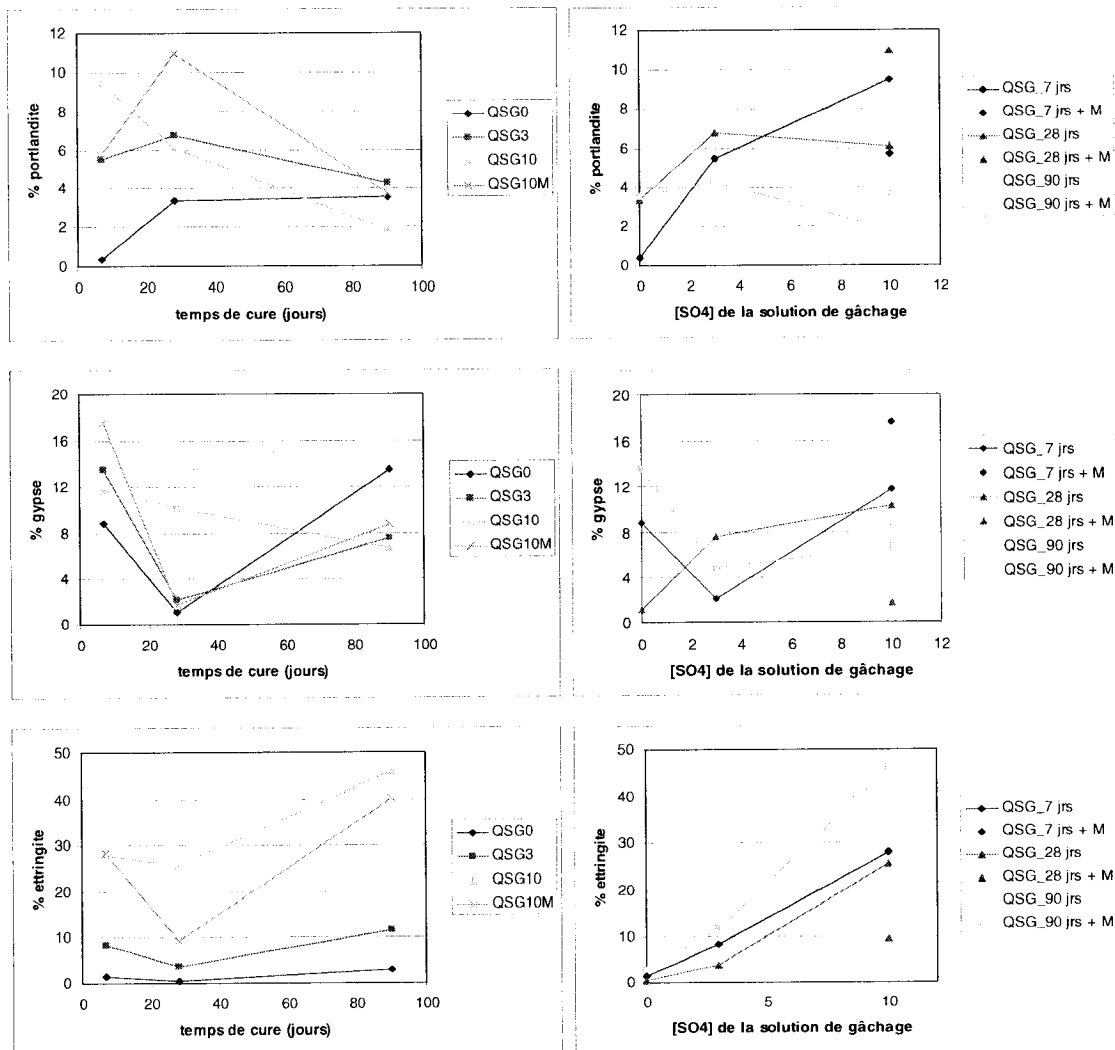 12
10
8
6
4
2
0
% portlandite
0 20 40 60 80 100
temps de cure (jours)
QSG0
QSG3
QSG10
QSG10M
12
10
8
6
4
2
0
% portlandite
0 2 4 6 8 10 12
[SO4] de la solution de gâchage
QSG_7 jrs
QSG_7 jrs + M
QSG_28 jrs
QSG_28 jrs + M
QSG_90 jrs
QSG_90 jrs + M
20
16
12
8
4
0
% gypse
0 20 40 60 80 100
temps de cure (jours)
QSG0
QSG3
QSG10
QSG10M
20
16
12
8
4
0
% gypse
0 2 4 6 8 10 12
[SO4] de la solution de gâchage
QSG_7 jrs
QSG_7 jrs + M
QSG_28 jrs
QSG_28 jrs + M
QSG_90 jrs
QSG_90 jrs + M
50
40
30
20
10
0
% ettringite
0 20 40 60 80 100
temps de cure (jours)
QSG0
QSG3
QSG10
QSG10M
50
40
30
20
10
0
% ettringite
0 5 10
[SO4] de la solution de gâchage
QSG_7 jrs
QSG_7 jrs + M
QSG_28 jrs
QSG_28 jrs + M
QSG_90 jrs
QSG_90 jrs + M